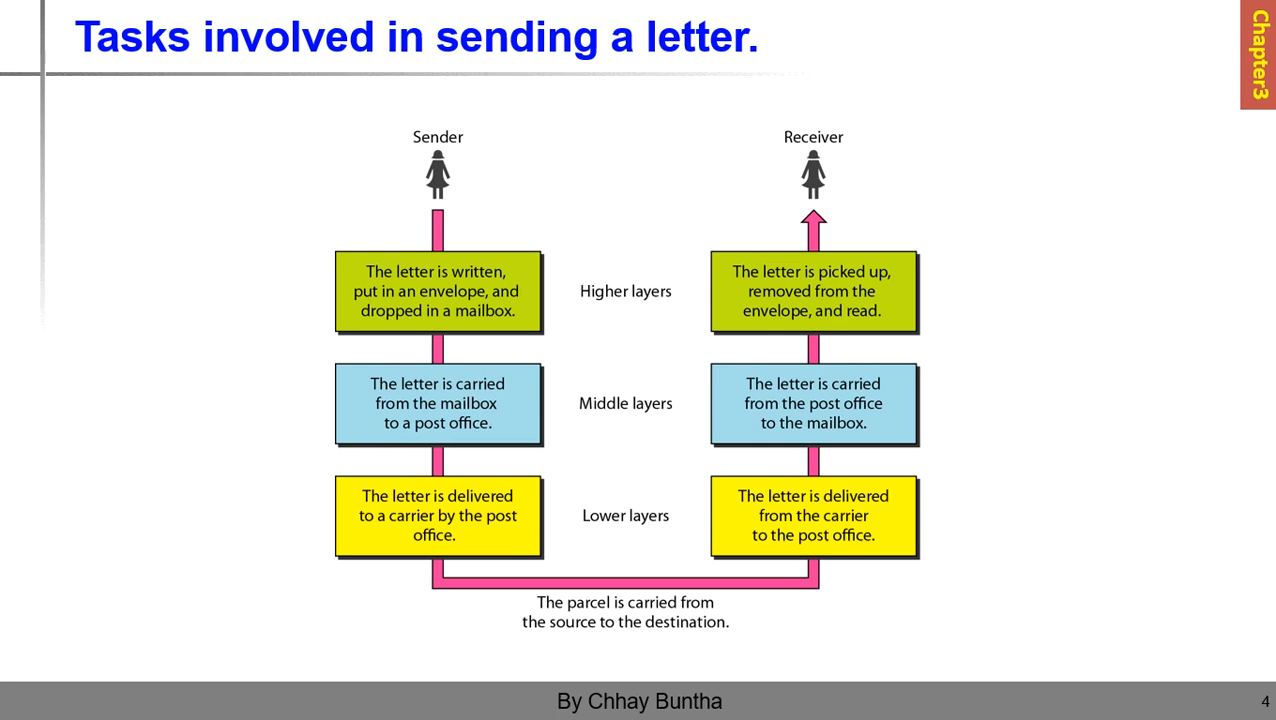 Tasks involved in sending a letter.
Chapter3
Sender
Receiver
The letter is written,
put in an envelope, and
dropped in a mailbox.
Higher layers
The letter is picked up,
removed from the
envelope, and read.
The letter is carried
from the mailbox
to a post office.
Middle layers
The letter is carried
from the post office
to the mailbox.
The letter is delivered
to a carrier by the post
office.
Lower layers
The letter is delivered
from the carrier
to the post office.
The parcel is carried from
the source to the destination.
By Chhay Buntha
4